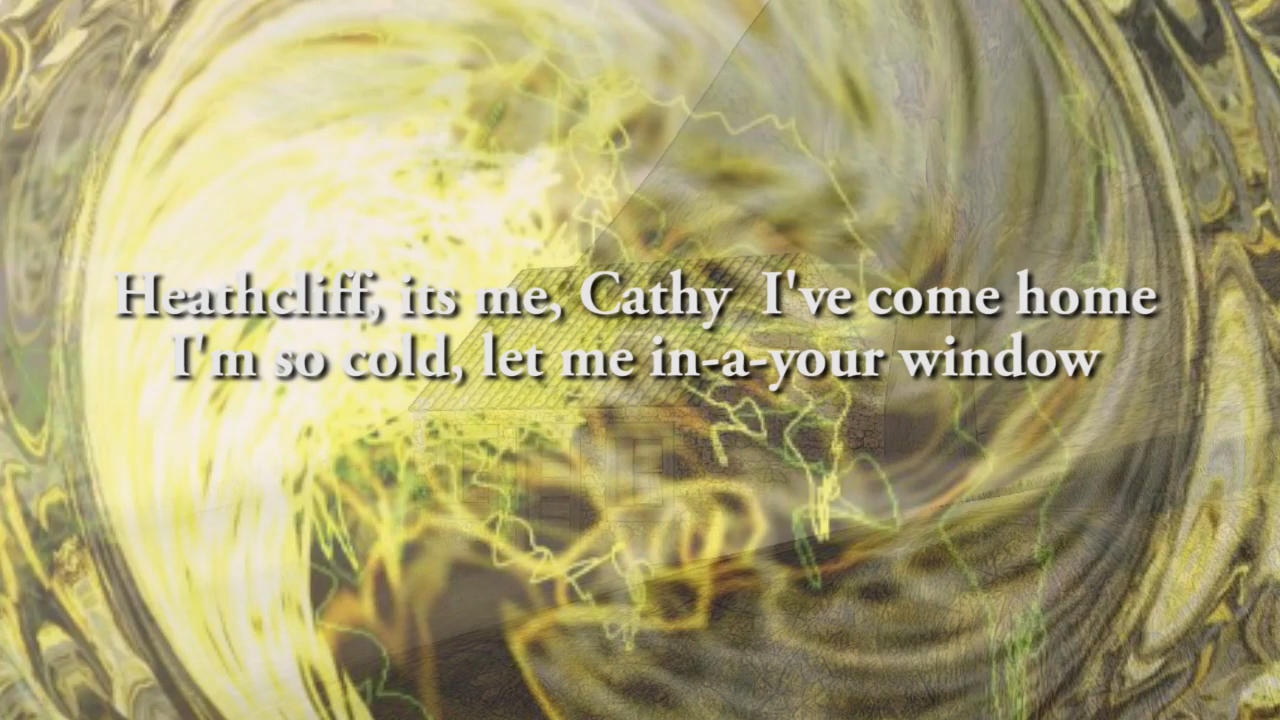 Heathcliff, its me, Cathy  I've come home
I'm so cold, let me in-a-your window